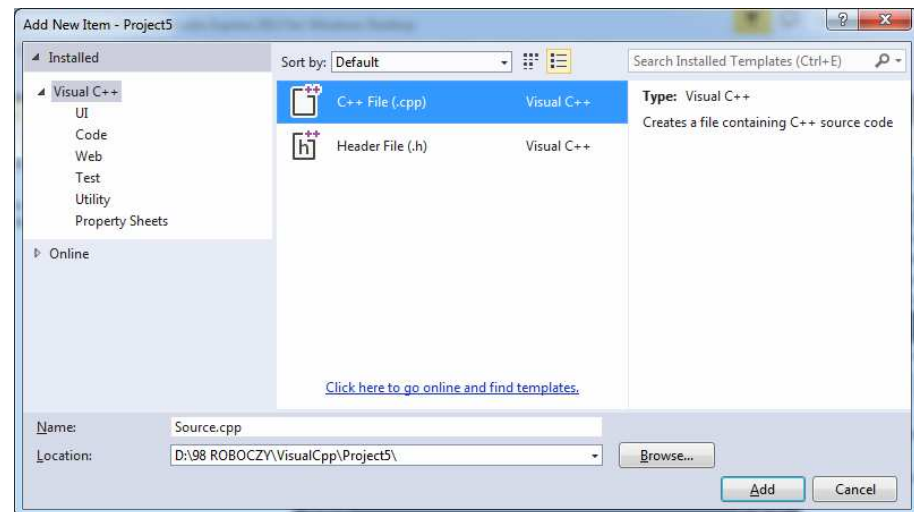 Add New Item - Project5
Installed
Visual C++
UI
Code
Web
Test
Utility
Property Sheets
Online
Sort by: Default
C++ File (.cpp) Visual C++
Header File (.h) Visual C++
Click here to go online and find templates.
Search Installed Templates (Ctrl+E)
Type: Visual C++
Creates a file containing C++ source code
Name: Source.cpp
Location: D:\98 ROBOCZY\VisualCpp\Project5\
Browse...
Add Cancel